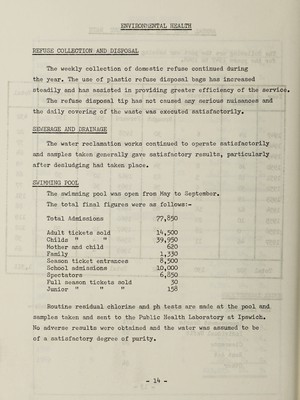 ENVIRONMENTAL HEALTH
REFUSE COLLECTION AND DISPOSAL
The weekly collection of domestic refuse continued during
the year. The use of plastic refuse disposal bags has increased
steadily and has assisted in providing greater efficiency of the service.
The refuse disposal tip has not caused any serious nuisances and
the daily covering of the waste was executed satisfactorily.
SEWERAGE AND DRAINAGE
The water reclamation works continued to operate satisfactorily
and samples taken generally gave satisfactory results, particularly
after desludging had taken place.
SWIMMING POOL
The swimming pool was open from May to September.
The total final figures were as follows:-
Total Admissions 77,850
Adult tickets sold 14,500
Childs " " 39,950
Mother and child 620
Family 1,330
Season ticket entrances 8,500
School admissions 10,000
Spectators 6,850
Full season tickets sold 30
Junior " " " 158
Routine residual chlorine and ph tests are made at the pool and
samples taken and sent to the Public Health Laboratory at Ipswich.
No adverse results were obtained and the water was assumed to be
of a satisfactory degree of purity.
- 14 -